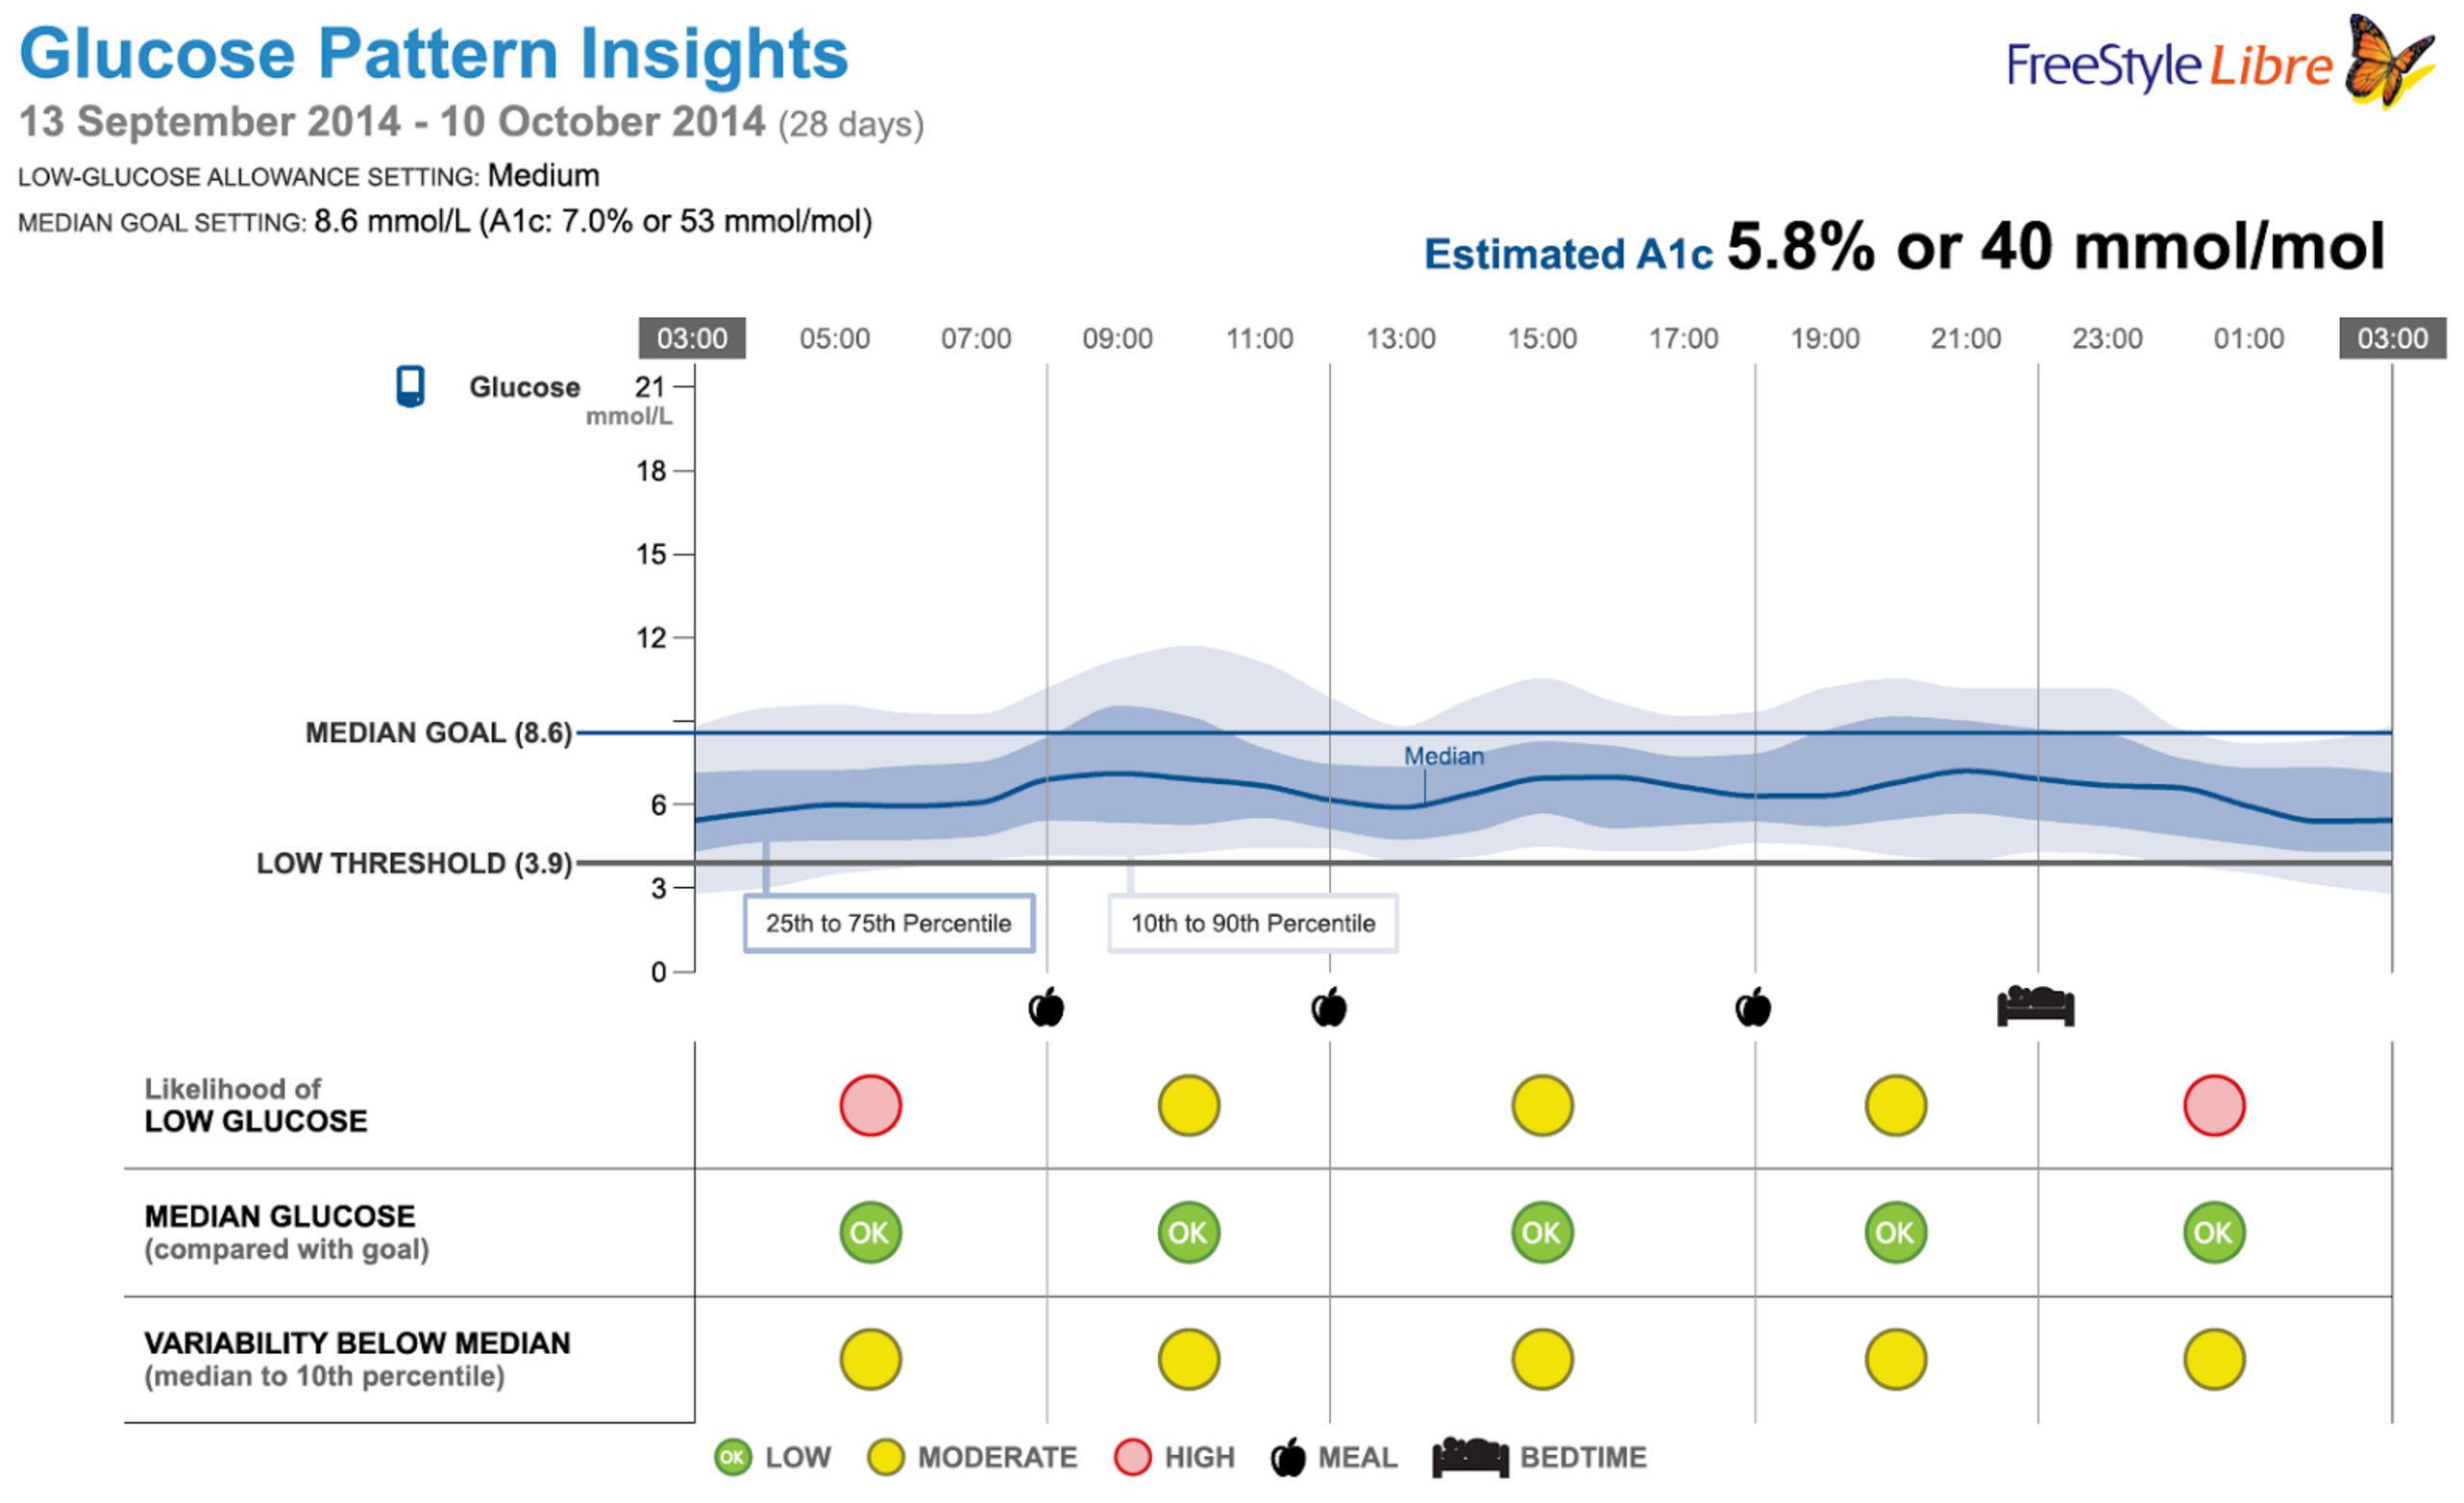 Glucose Pattern Insights
FreeStyle Libre
13 September 2014 - 10 October 2014 (28 days)
LOW-GLUCOSE ALLOWANCE SETTING: Medium
MEDIAN GOAL SETTING: 8.6 mmol/L (A1c: 7.0% or 53 mmol/mol)
Estimated A1c 5.8% or 40 mmol/mol
03:00 05:00 07:00 09:00 11:00 13:00 15:00 17:00 19:00 21:00 23:00 01:00 03:00
Glucose 21
mmol/L
18
15
12
MEDIAN GOAL (8.6)
Median
6
LOW THRESHOLD (3.9)
3
25th to 75th Percentile 10th to 90th Percentile
0
Likelihood of
LOW GLUCOSE
MEDIAN GLUCOSE
(compared with goal)
OK OK OK OK OK
VARIABILITY BELOW MEDIAN
(median to 10th percentile)
OK LOW MODERATE HIGH MEAL BEDTIME